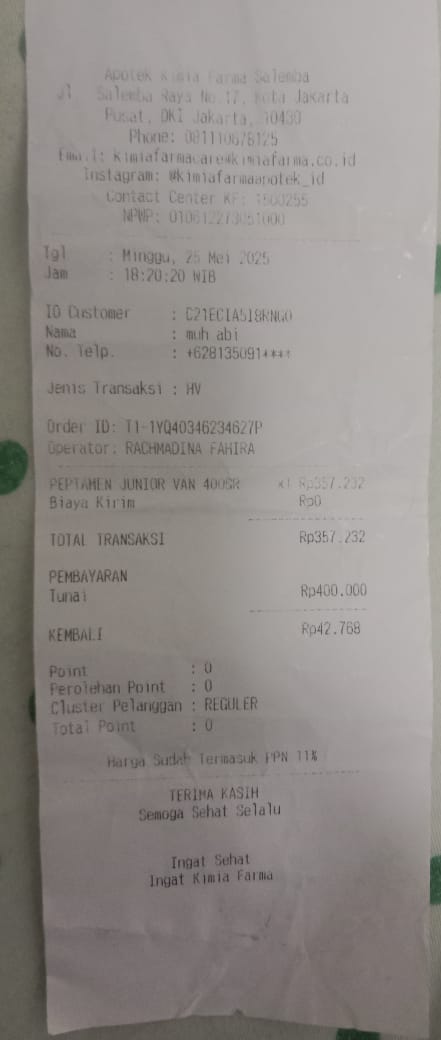 Apotek Kimia Farma Salemba
Jl. Salemba Raya No.17, Kota Jakarta
Pusat, DKI Jakarta, 10430
Phone: 081110678125
Email: kimiafarmacare@kimiafarma.co.id
Instagram: @kimiafarmaapotek_id
Contact Center KF: 1500255
NPWP: 010612273051000
Tgl : Minggu, 25 Mei 2025
Jam : 18:20:20 WIB
ID Customer : C21ECIA5I8RNGO
Nama : muh abi
No. Telp. : +628135091****
Jenis Transaksi : HV
Order ID: T1-1YQ40346234627P
Operator: RACHMADINA FAHIRA
PEPTAMEN JUNIOR VAN 400GR x1 Rp357.232
Biaya Kirim Rp0
TOTAL TRANSAKSI Rp357.232
PEMBAYARAN
Tunai Rp400.000
KEMBALI Rp42.768
Point : 0
Perolehan Point : 0
Cluster Pelanggan : REGULER
Total Point : 0
Harga Sudah Termasuk PPN 11%
TERIMA KASIH
Semoga Sehat Selalu
Ingat Sehat
Ingat Kimia Farma